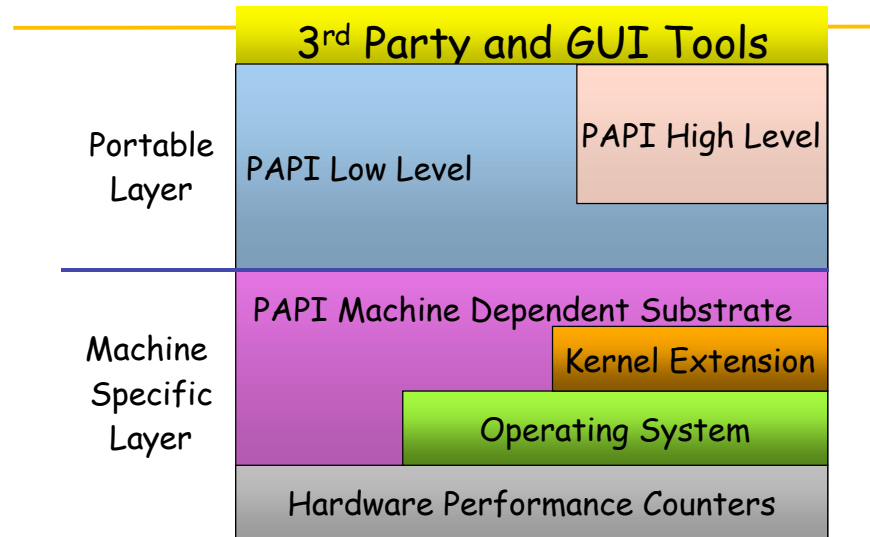 3rd Party and GUI Tools
Portable
Layer
PAPI Low Level
PAPI High Level
Machine
Specific
Layer
PAPI Machine Dependent Substrate
Kernel Extension
Operating System
Hardware Performance Counters